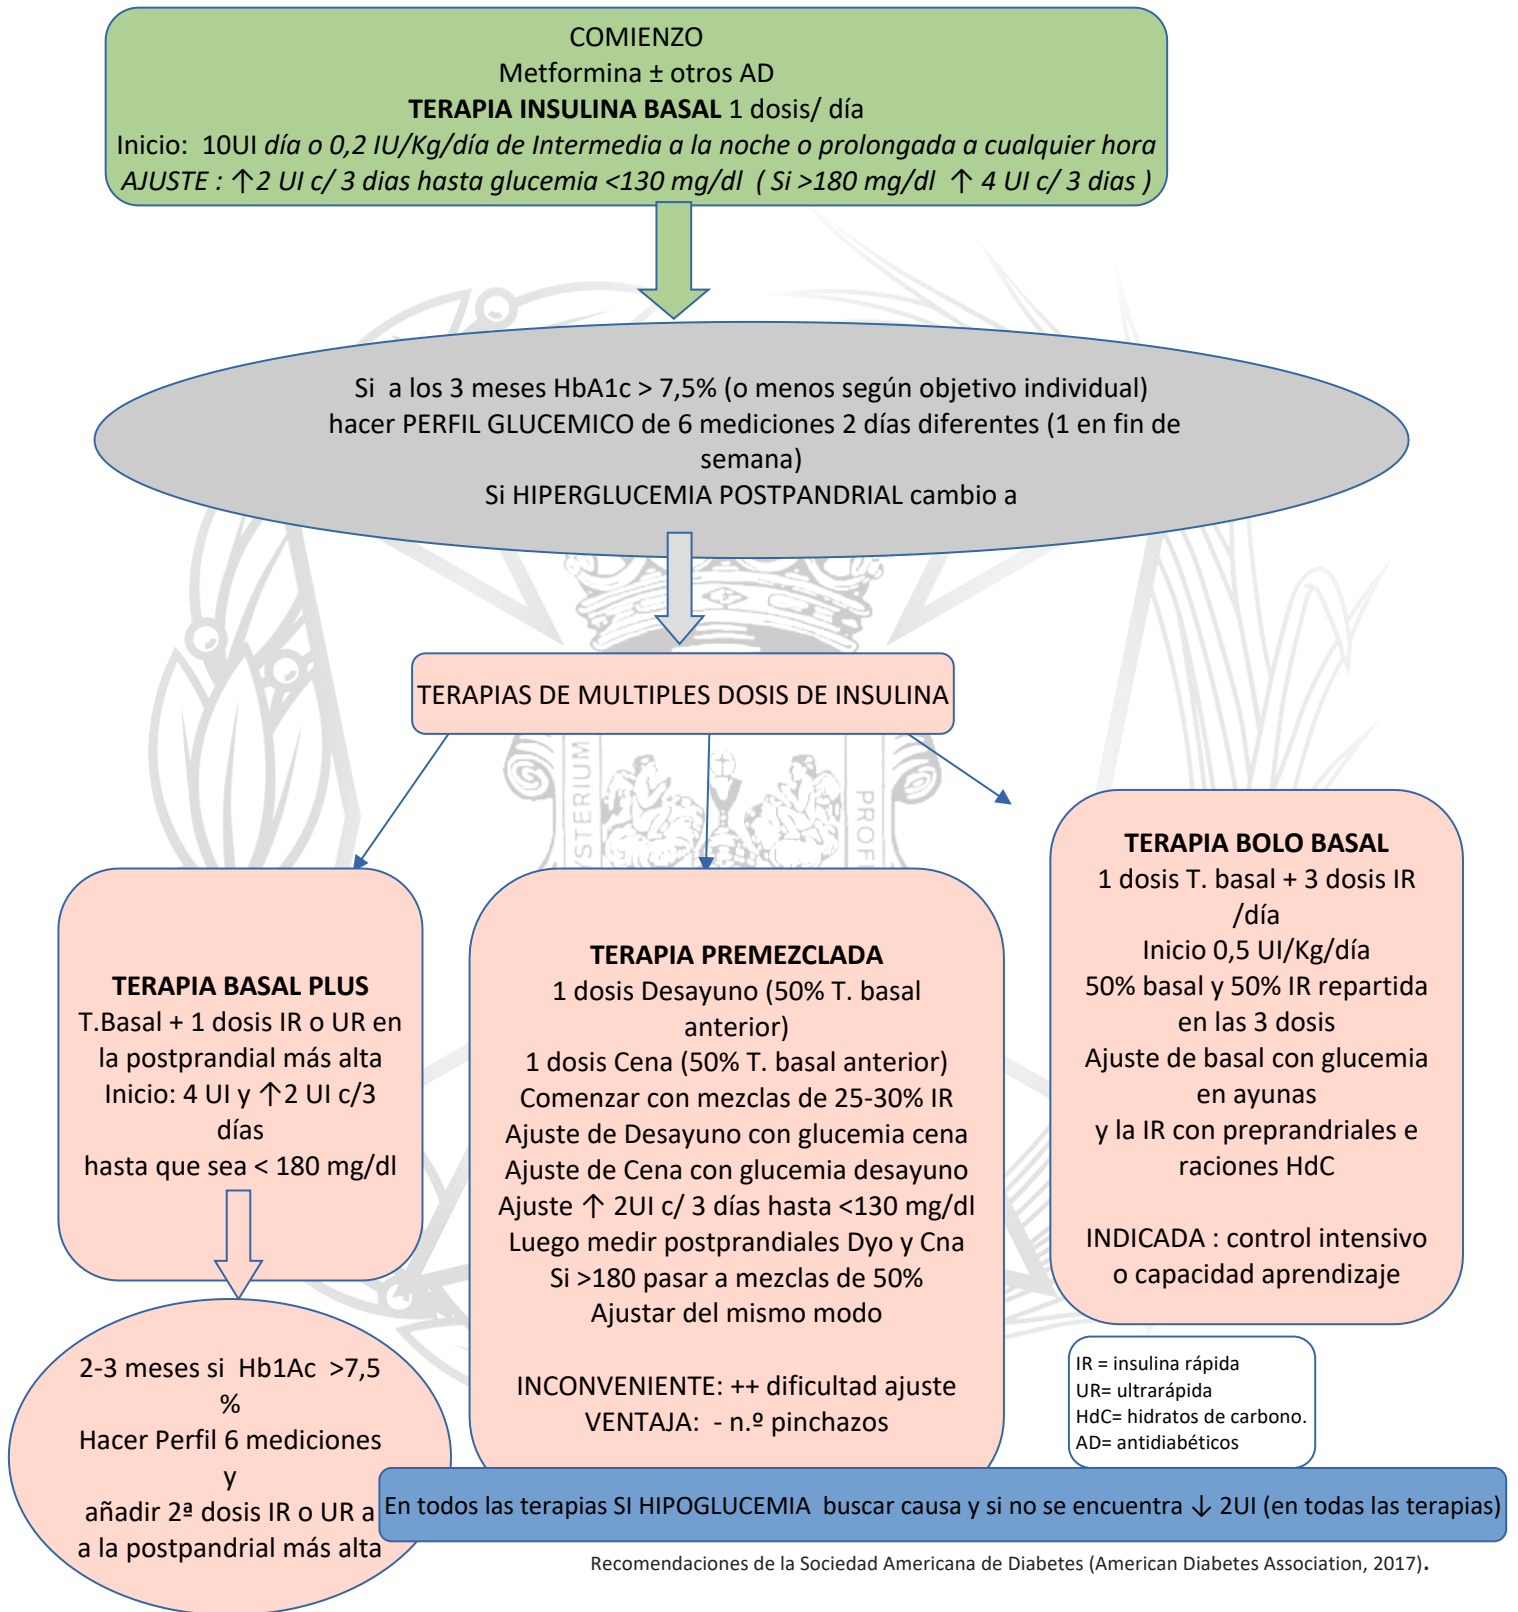 COMIENZO
Metformina ± otros AD
TERAPIA INSULINA BASAL 1 dosis/ día
Inicio: 10UI día o 0,2 IU/Kg/día de Intermedia a la noche o prolongada a cualquier hora
AJUSTE : ↑2 UI c/ 3 dias hasta glucemia <130 mg/dl ( Si >180 mg/dl ↑ 4 UI c/ 3 dias )
Si a los 3 meses HbA1c > 7,5% (o menos según objetivo individual)
hacer PERFIL GLUCEMICO de 6 mediciones 2 días diferentes (1 en fin de
semana)
Si HIPERGLUCEMIA POSTPANDRIAL cambio a
TERAPIAS DE MULTIPLES DOSIS DE INSULINA
YSTERIUM
PROF
TERAPIA BASAL PLUS
T.Basal + 1 dosis IR o UR en
la postprandial más alta
Inicio: 4 UI y ↑2 UI c/3
días
hasta que sea < 180 mg/dl
2-3 meses si Hb1Ac >7,5
%
Hacer Perfil 6 mediciones
y
añadir 2ª dosis IR o UR a
a la postpandrial más alta
TERAPIA PREMEZCLADA
1 dosis Desayuno (50% T. basal
anterior)
1 dosis Cena (50% T. basal anterior)
Comenzar con mezclas de 25-30% IR
Ajuste de Desayuno con glucemia cena
Ajuste de Cena con glucemia desayuno
Ajuste ↑ 2UI c/ 3 días hasta <130 mg/dl
Luego medir postprandiales Dyo y Cna
Si >180 pasar a mezclas de 50%
Ajustar del mismo modo
INCONVENIENTE: ++ dificultad ajuste
VENTAJA: - n.º pinchazos
TERAPIA BOLO BASAL
1 dosis T. basal + 3 dosis IR
/día
Inicio 0,5 UI/Kg/día
50% basal y 50% IR repartida
en las 3 dosis
Ajuste de basal con glucemia
en ayunas
y la IR con preprandriales e
raciones HdC
INDICADA : control intensivo
o capacidad aprendizaje
IR = insulina rápida
UR= ultrarápida
HdC= hidratos de carbono.
AD= antidiabéticos
En todos las terapias SI HIPOGLUCEMIA buscar causa y si no se encuentra ↓ 2UI (en todas las terapias)
Recomendaciones de la Sociedad Americana de Diabetes (American Diabetes Association, 2017).